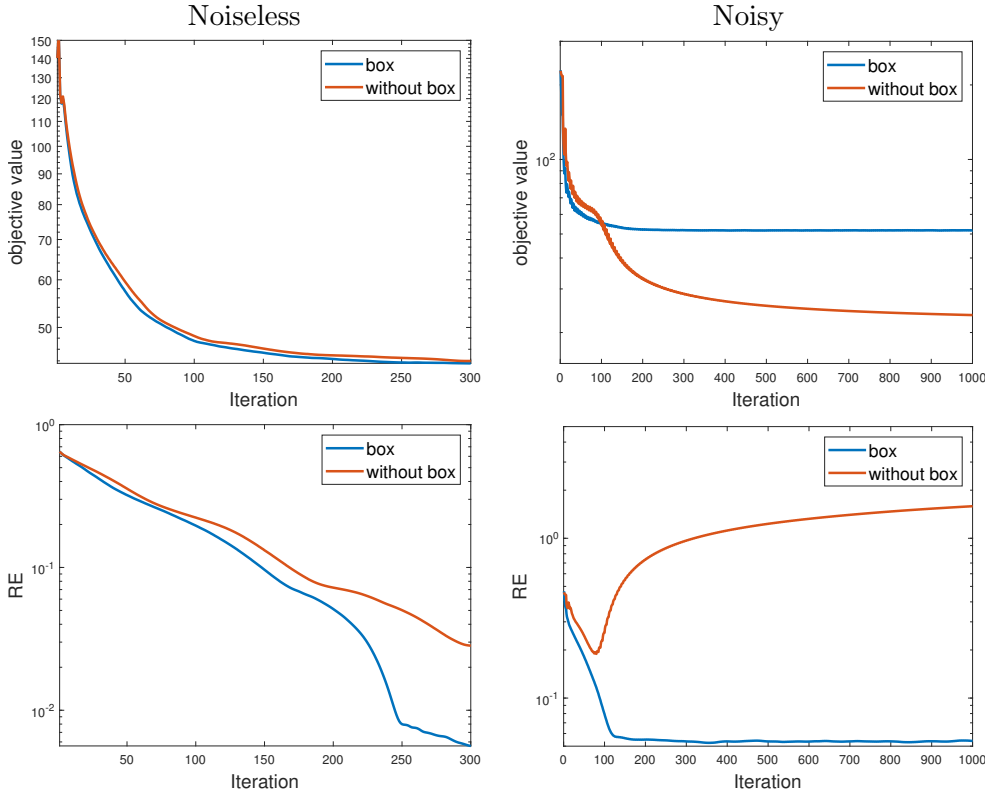 Noiseless
Noisy
objective value
150
140
130
120
110
100
90
80
70
60
50
50
100
150
200
250
300
Iteration
box
without box
objective value
10^2
0
100
200
300
400
500
600
700
800
900
1000
Iteration
box
without box
RE
10^0
10^-1
10^-2
50
100
150
200
250
300
Iteration
box
without box
RE
10^0
10^-1
0
100
200
300
400
500
600
700
800
900
1000
Iteration
box
without box